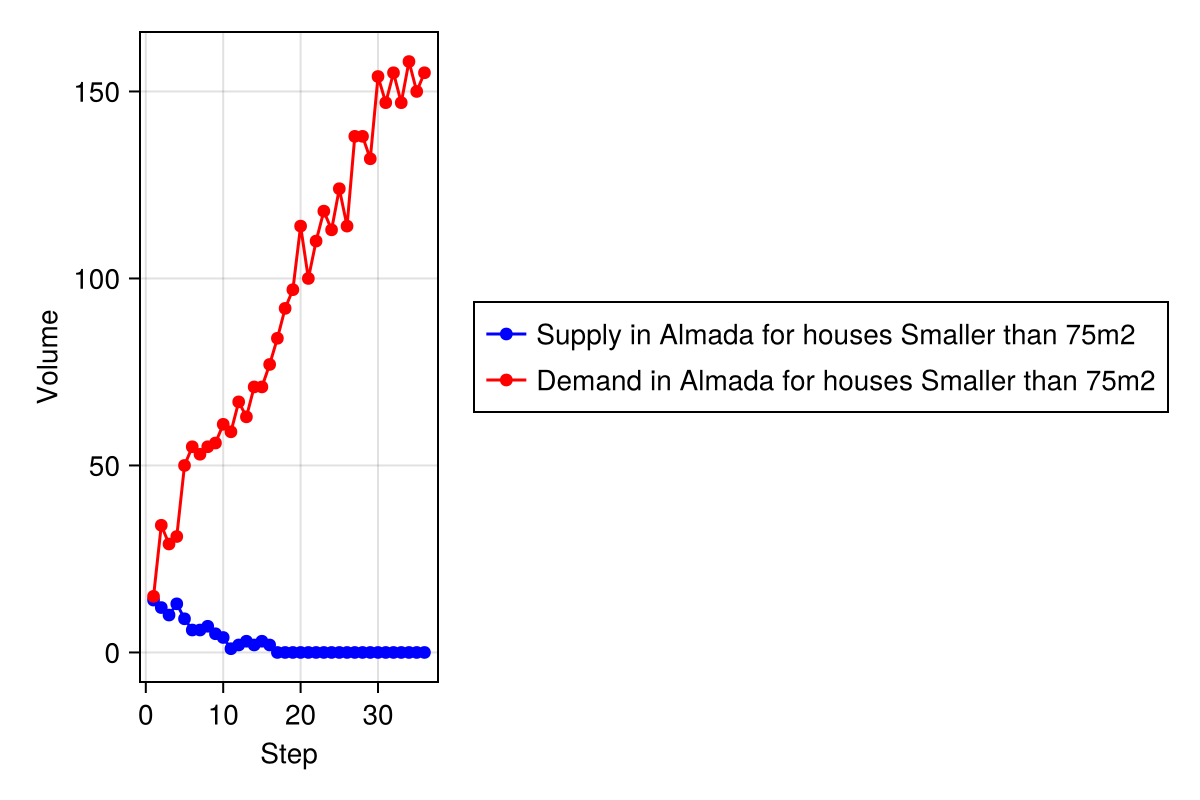 150
100
50
0
Volume
0 10 20 30
Step
Supply in Almada for houses Smaller than 75m2
Demand in Almada for houses Smaller than 75m2